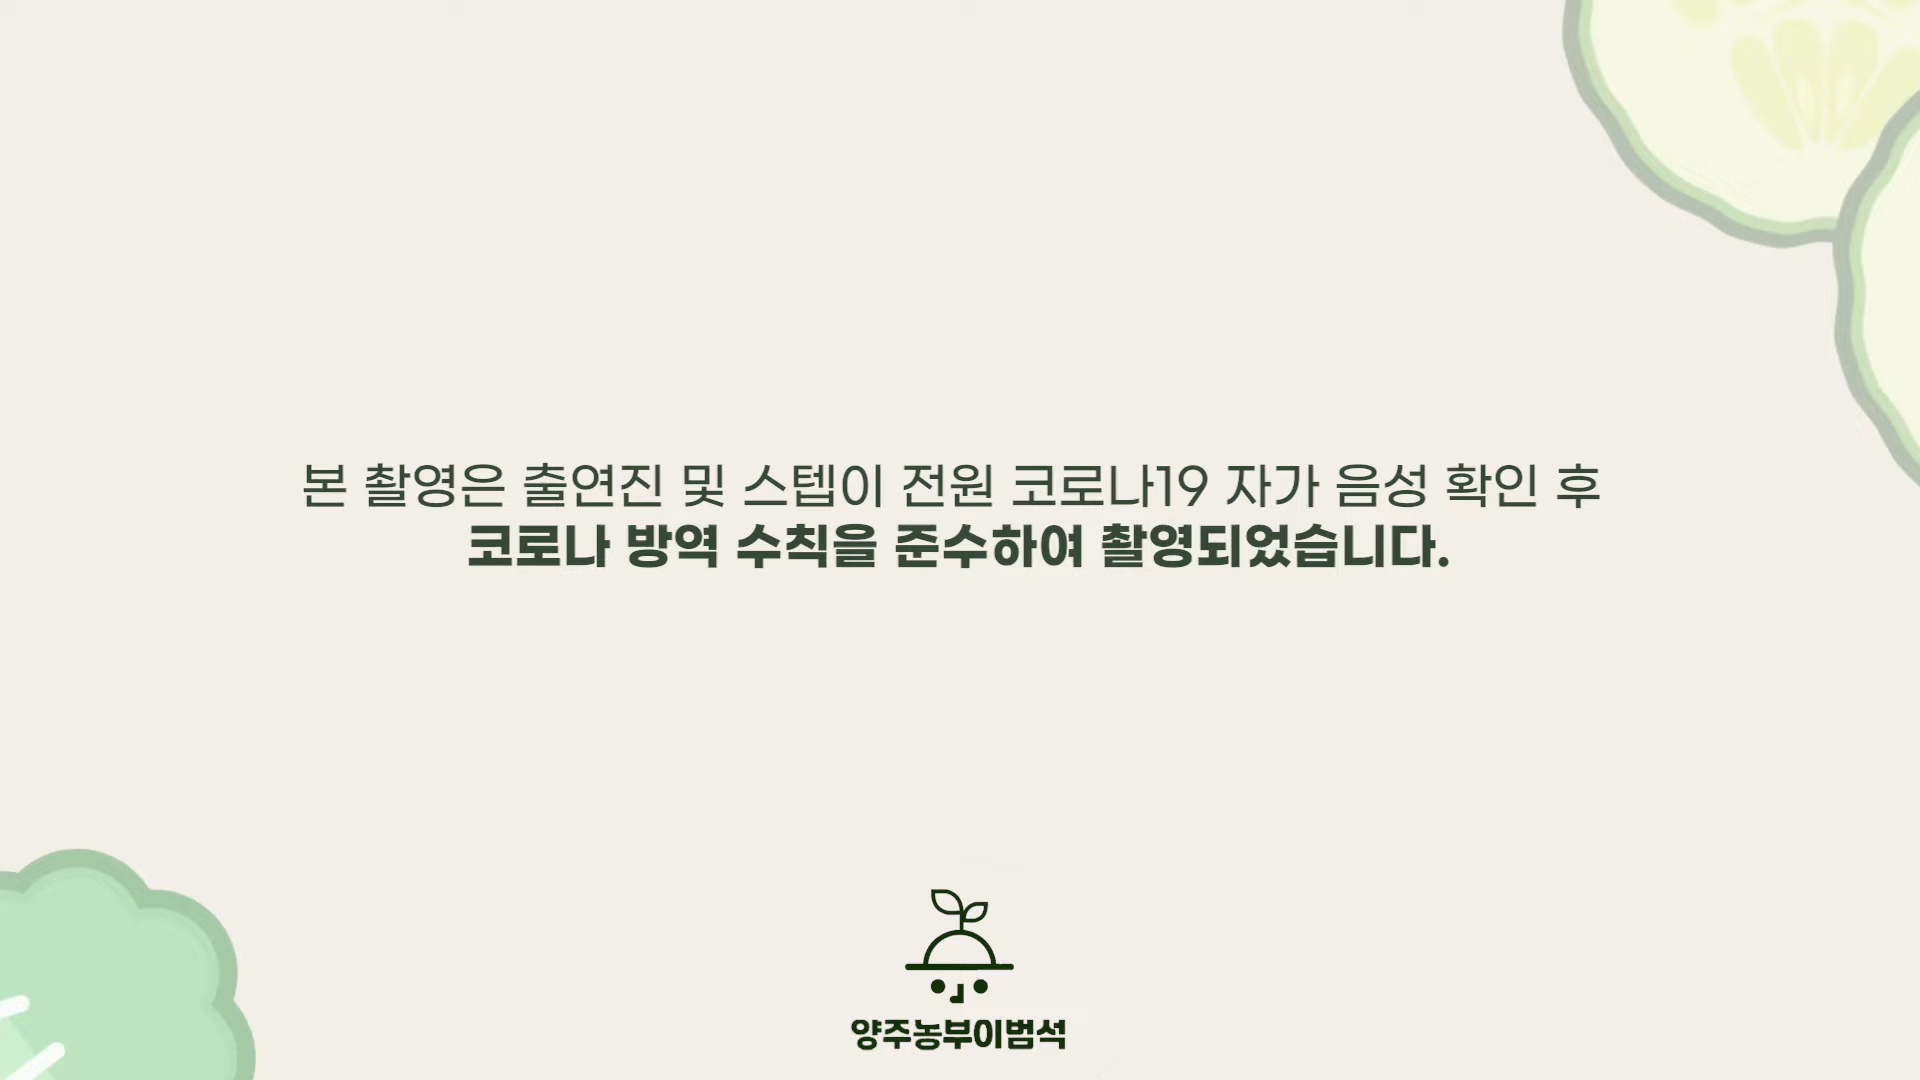 본 촬영은 출연진 및 스텝이 전원 코로나19 자가 음성 확인 후
코로나 방역 수칙을 준수하여 촬영되었습니다.
양주농부이범석